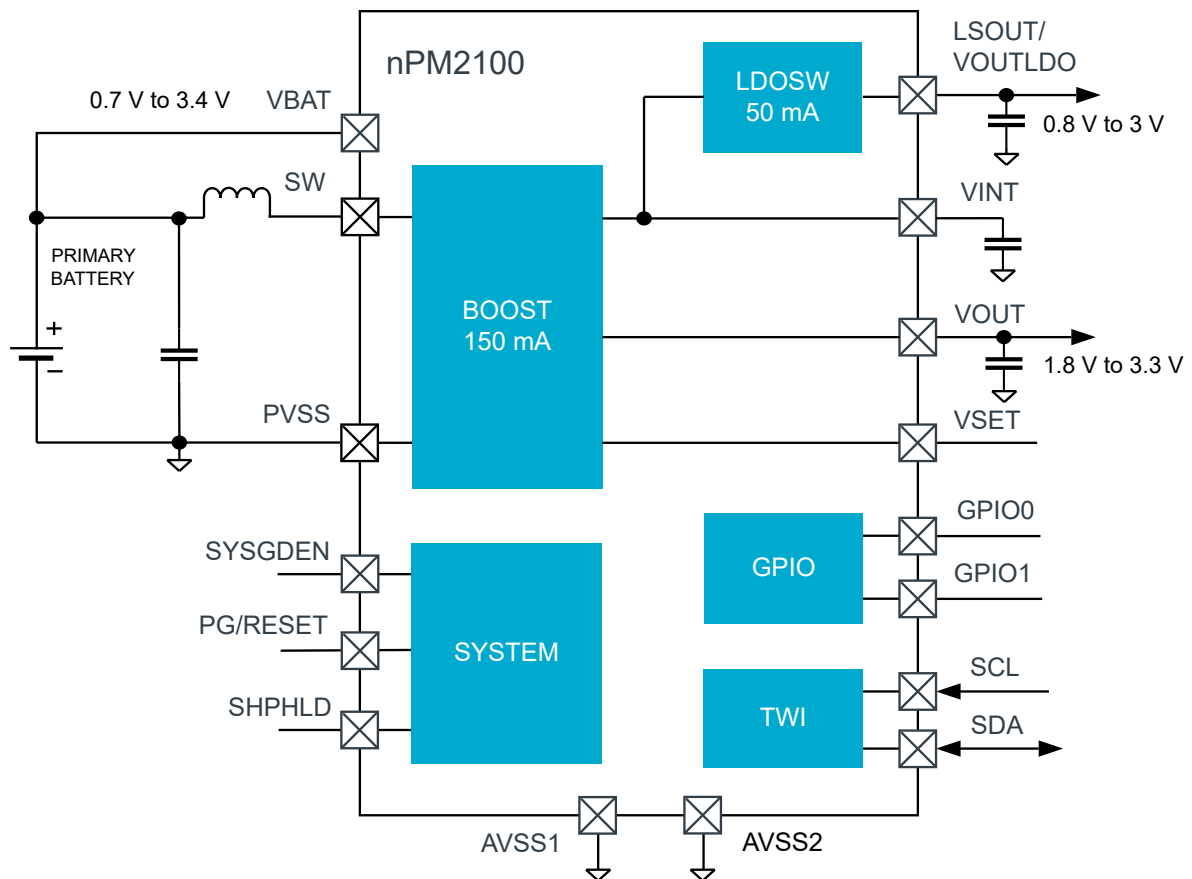 LSOUT/
VOUTLDO
nPM2100
LDOSW
50 mA
0.7 V to 3.4 V
VBAT
0.8 V to 3 V
SW
VINT
PRIMARY
BATTERY
BOOST
150 mA
VOUT
+
1.8 V to 3.3 V
−
PVSS
VSET
GPIO0
SYSGDEN
GPIO
GPIO1
PG/RESET
SYSTEM
SCL
SHPHLD
TWI
SDA
AVSS1
AVSS2